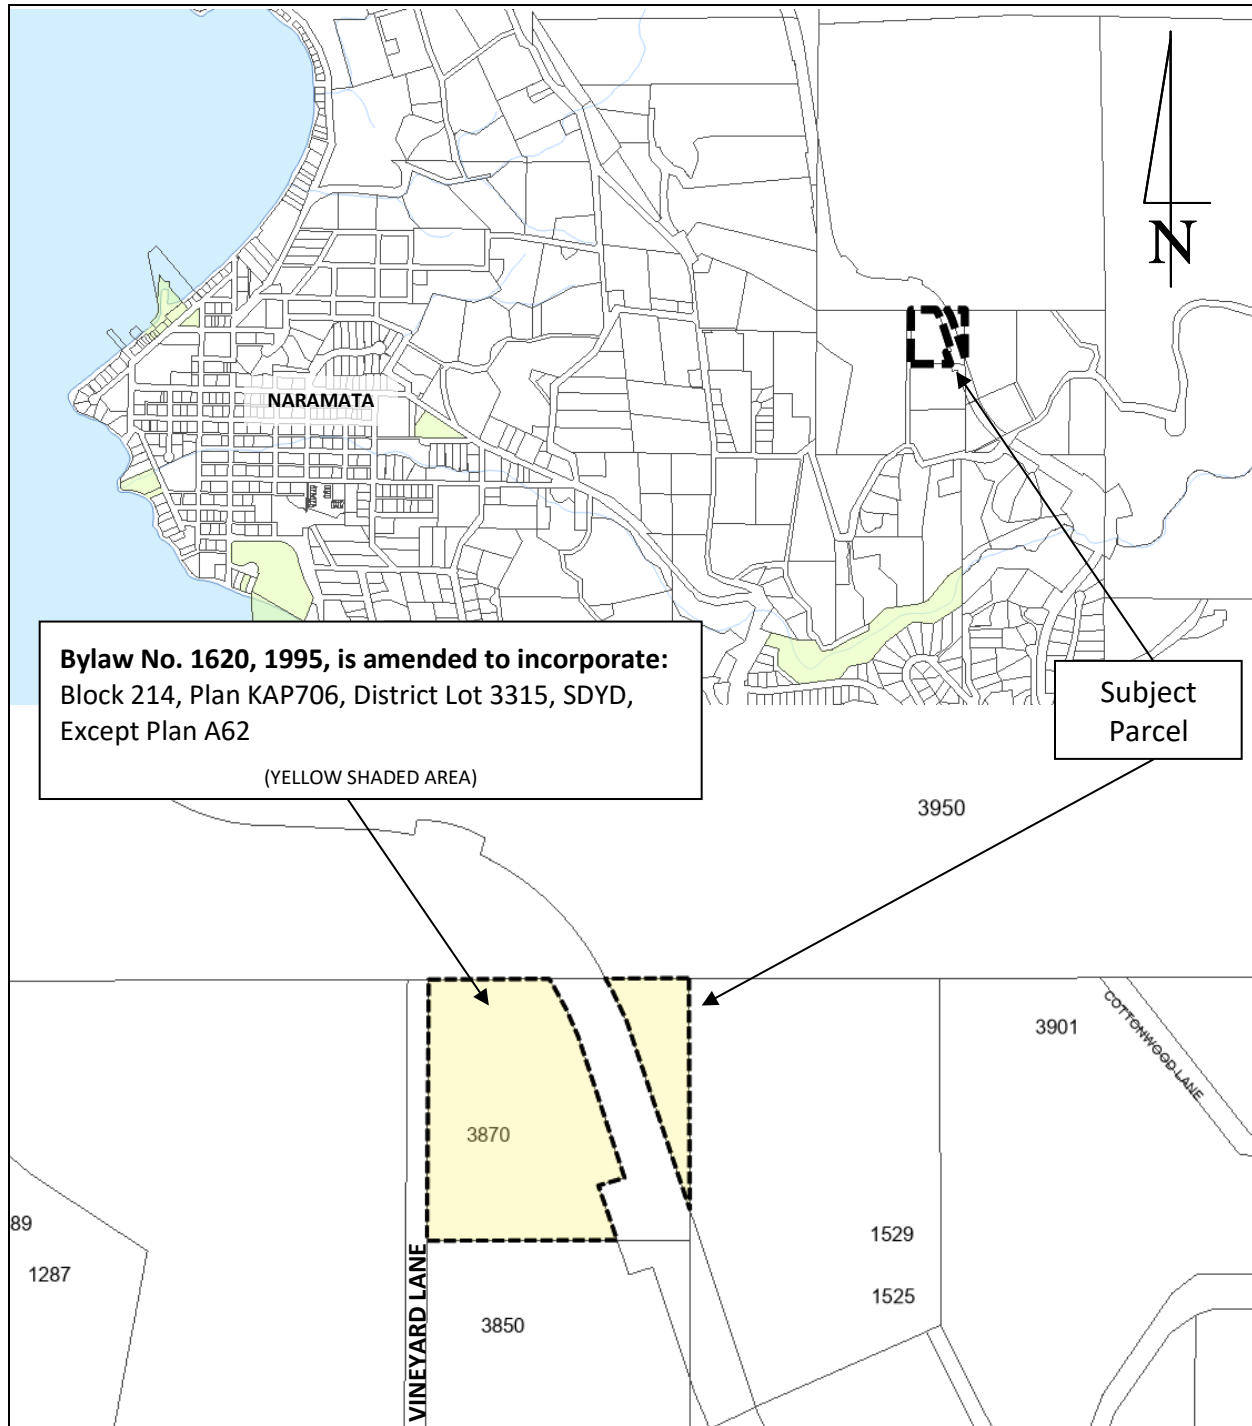 N
NARAMATA
Bylaw No. 1620, 1995, is amended to incorporate:
Block 214, Plan KAP706, District Lot 3315, SDYD,
Except Plan A62
(YELLOW SHADED AREA)
Subject
Parcel
3950
3901
COTTONWOOD LANE
3870
89
1287
1529
1525
3850
VINEYARD LANE